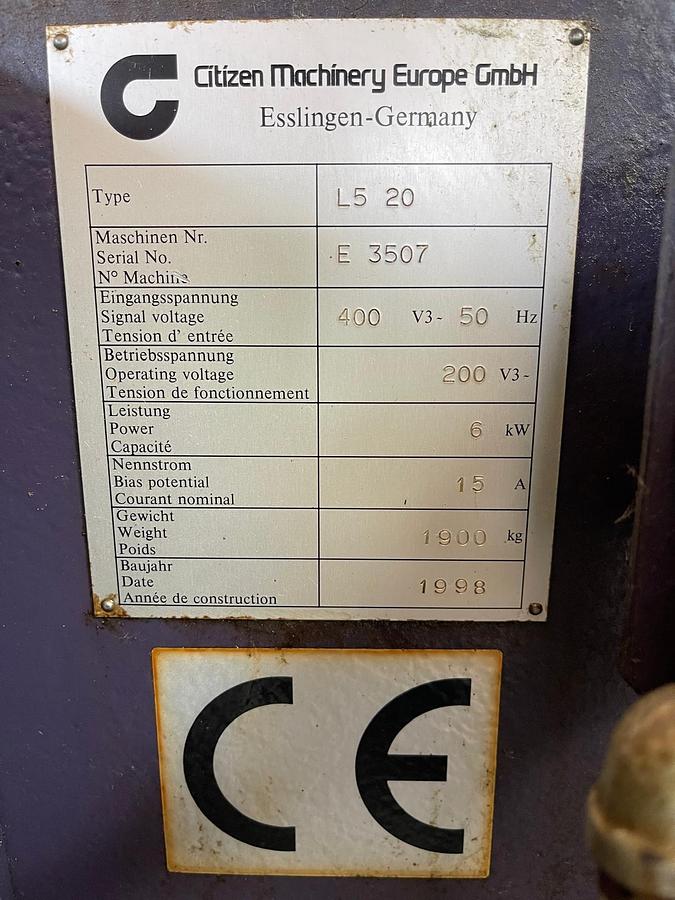 Citizen Machinery Europe GmbH
Esslingen-Germany
Type L5 20
Maschinen Nr.
Serial No. E 3507
N° Machine
Eingangsspannung
Signal voltage 400 V3~ 50 Hz
Tension d' entrée
Betriebsspannung
Operating voltage 200 V3~
Tension de fonctionnement
Leistung
Power 6 kW
Capacité
Nennstrom
Bias potential 15 A
Courant nominal
Gewicht
Weight 1900 kg
Poids
Baujahr
Date 1998
Année de construction
CE